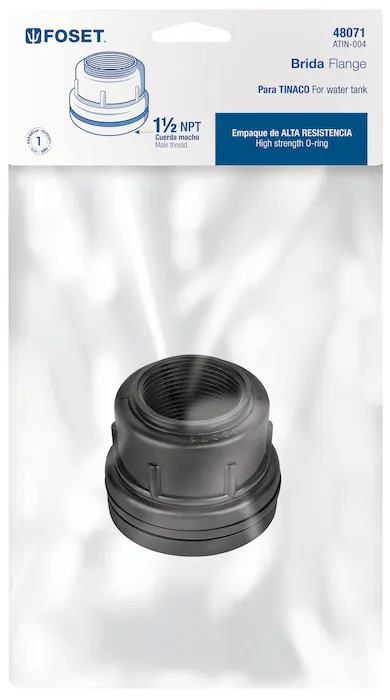 FOSET.
48071
ATIN-004
Brida Flange
Para TINACO For water tank
1½ NPT
Cuerda macho
Male thread
Empaque de ALTA RESISTENCIA
High strength O-ring
1